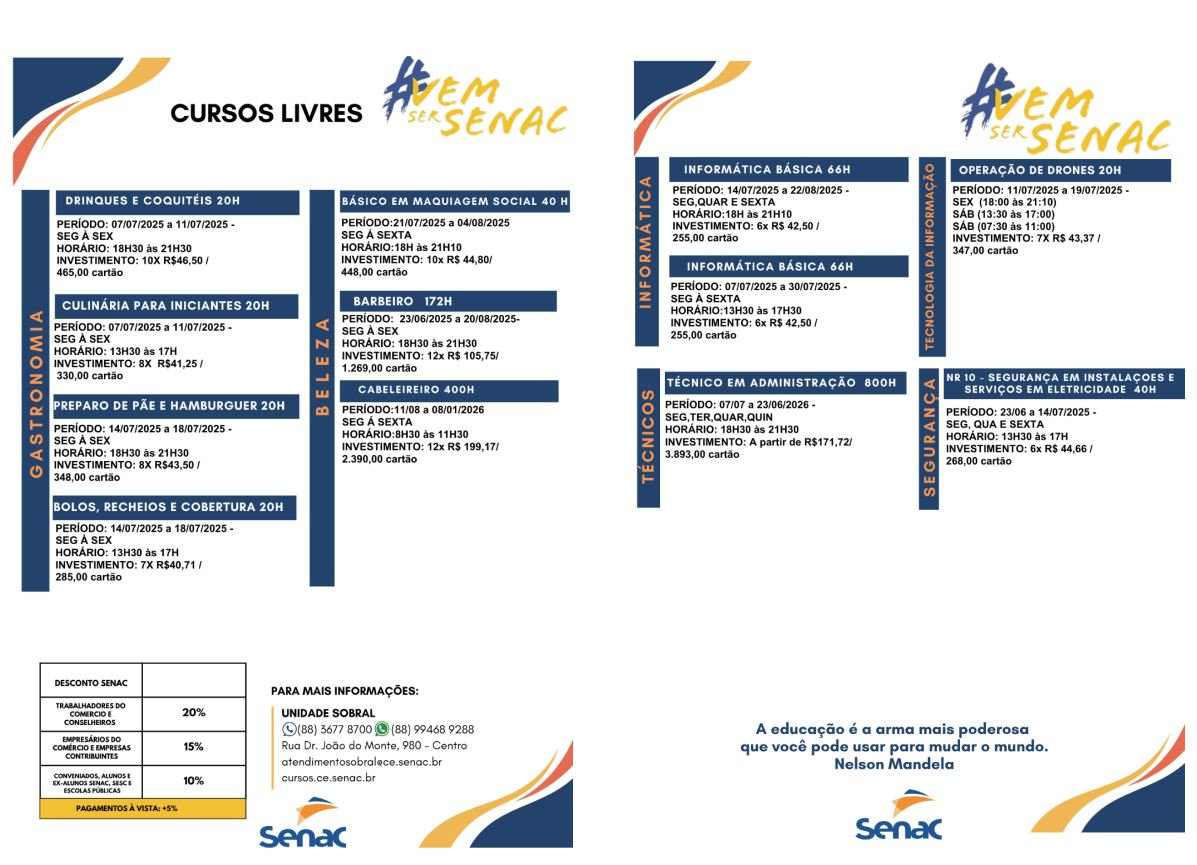 CURSOS LIVRES
#VEM
SER SENAC
GASTRONOMIA
DRINQUES E COQUITÉIS 20H
PERÍODO: 07/07/2025 a 11/07/2025 -
SEG À SEX
HORÁRIO: 18H30 às 21H30
INVESTIMENTO: 10X R$46,50 /
465,00 cartão
CULINÁRIA PARA INICIANTES 20H
PERÍODO: 07/07/2025 a 11/07/2025 -
SEG À SEX
HORÁRIO: 13H30 às 17H
INVESTIMENTO: 8X R$41,25 /
330,00 cartão
PREPARO DE PÃE E HAMBURGUER 20H
PERÍODO: 14/07/2025 a 18/07/2025 -
SEG À SEX
HORÁRIO: 18H30 às 21H30
INVESTIMENTO: 8X R$43,50 /
348,00 cartão
BOLOS, RECHEIOS E COBERTURA 20H
PERÍODO: 14/07/2025 a 18/07/2025 -
SEG À SEX
HORÁRIO: 13H30 às 17H
INVESTIMENTO: 7X R$40,71 /
285,00 cartão
BELEZA
BÁSICO EM MAQUIAGEM SOCIAL 40 H
PERÍODO:21/07/2025 a 04/08/2025
SEG Á SEXTA
HORÁRIO:18H às 21H10
INVESTIMENTO: 10x R$ 44,80/
448,00 cartão
BARBEIRO 172H
PERÍODO: 23/06/2025 a 20/08/2025-
SEG À SEX
HORÁRIO: 18H30 às 21H30
INVESTIMENTO: 12x R$ 105,75/
1.269,00 cartão
CABELEIREIRO 400H
PERÍODO:11/08 a 08/01/2026
SEG Á SEXTA
HORÁRIO:8H30 às 11H30
INVESTIMENTO: 12x R$ 199,17/
2.390,00 cartão
DESCONTO SENAC
TRABALHADORES DO
COMERCIO E
CONSELHEIROS
20%
EMPRESÁRIOS DO
COMÉRCIO E EMPRESAS
CONTRIBUINTES
15%
CONVENIADOS, ALUNOS E
EX-ALUNOS SENAC, SESC E
ESCOLAS PÚBLICAS
10%
PAGAMENTOS À VISTA: +5%
PARA MAIS INFORMAÇÕES:
UNIDADE SOBRAL
(88) 3677 8700 (88) 99468 9288
Rua Dr. João do Monte, 980 - Centro
atendimentosobralece.senac.br
cursos.ce.senac.br
Senac
#VEM
SER SENAC
INFORMÁTICA
INFORMÁTICA BÁSICA 66H
PERÍODO: 14/07/2025 a 22/08/2025 -
SEG,QUAR E SEXTA
HORÁRIO:18H às 21H10
INVESTIMENTO: 6x R$ 42,50 /
255,00 cartão
INFORMÁTICA BÁSICA 66H
PERÍODO: 07/07/2025 a 30/07/2025 -
SEG À SEXTA
HORÁRIO:13H30 às 17H30
INVESTIMENTO: 6x R$ 42,50 /
255,00 cartão
TECNOLOGIA DA INFORMAÇÃO
OPERAÇÃO DE DRONES 20H
PERÍODO: 11/07/2025 a 19/07/2025 -
SEX (18:00 às 21:10)
SÁB (13:30 às 17:00)
SÁB (07:30 às 11:00)
INVESTIMENTO: 7X R$ 43,37 /
347,00 cartão
TÉCNICOS
TÉCNICO EM ADMINISTRAÇÃO 800H
PERÍODO: 07/07 a 23/06/2026 -
SEG,TER,QUAR,QUIN
HORÁRIO: 18H30 às 21H30
INVESTIMENTO: A partir de R$171,72/
3.893,00 cartão
SEGURANÇA
NR 10 - SEGURANÇA EM INSTALAÇOES E
SERVIÇOS EM ELETRICIDADE 40H
PERÍODO: 23/06 a 14/07/2025 -
SEG, QUA E SEXTA
HORÁRIO: 13H30 às 17H
INVESTIMENTO: 6x R$ 44,66 /
268,00 cartão
A educação é a arma mais poderosa
que você pode usar para mudar o mundo.
Nelson Mandela
Senac